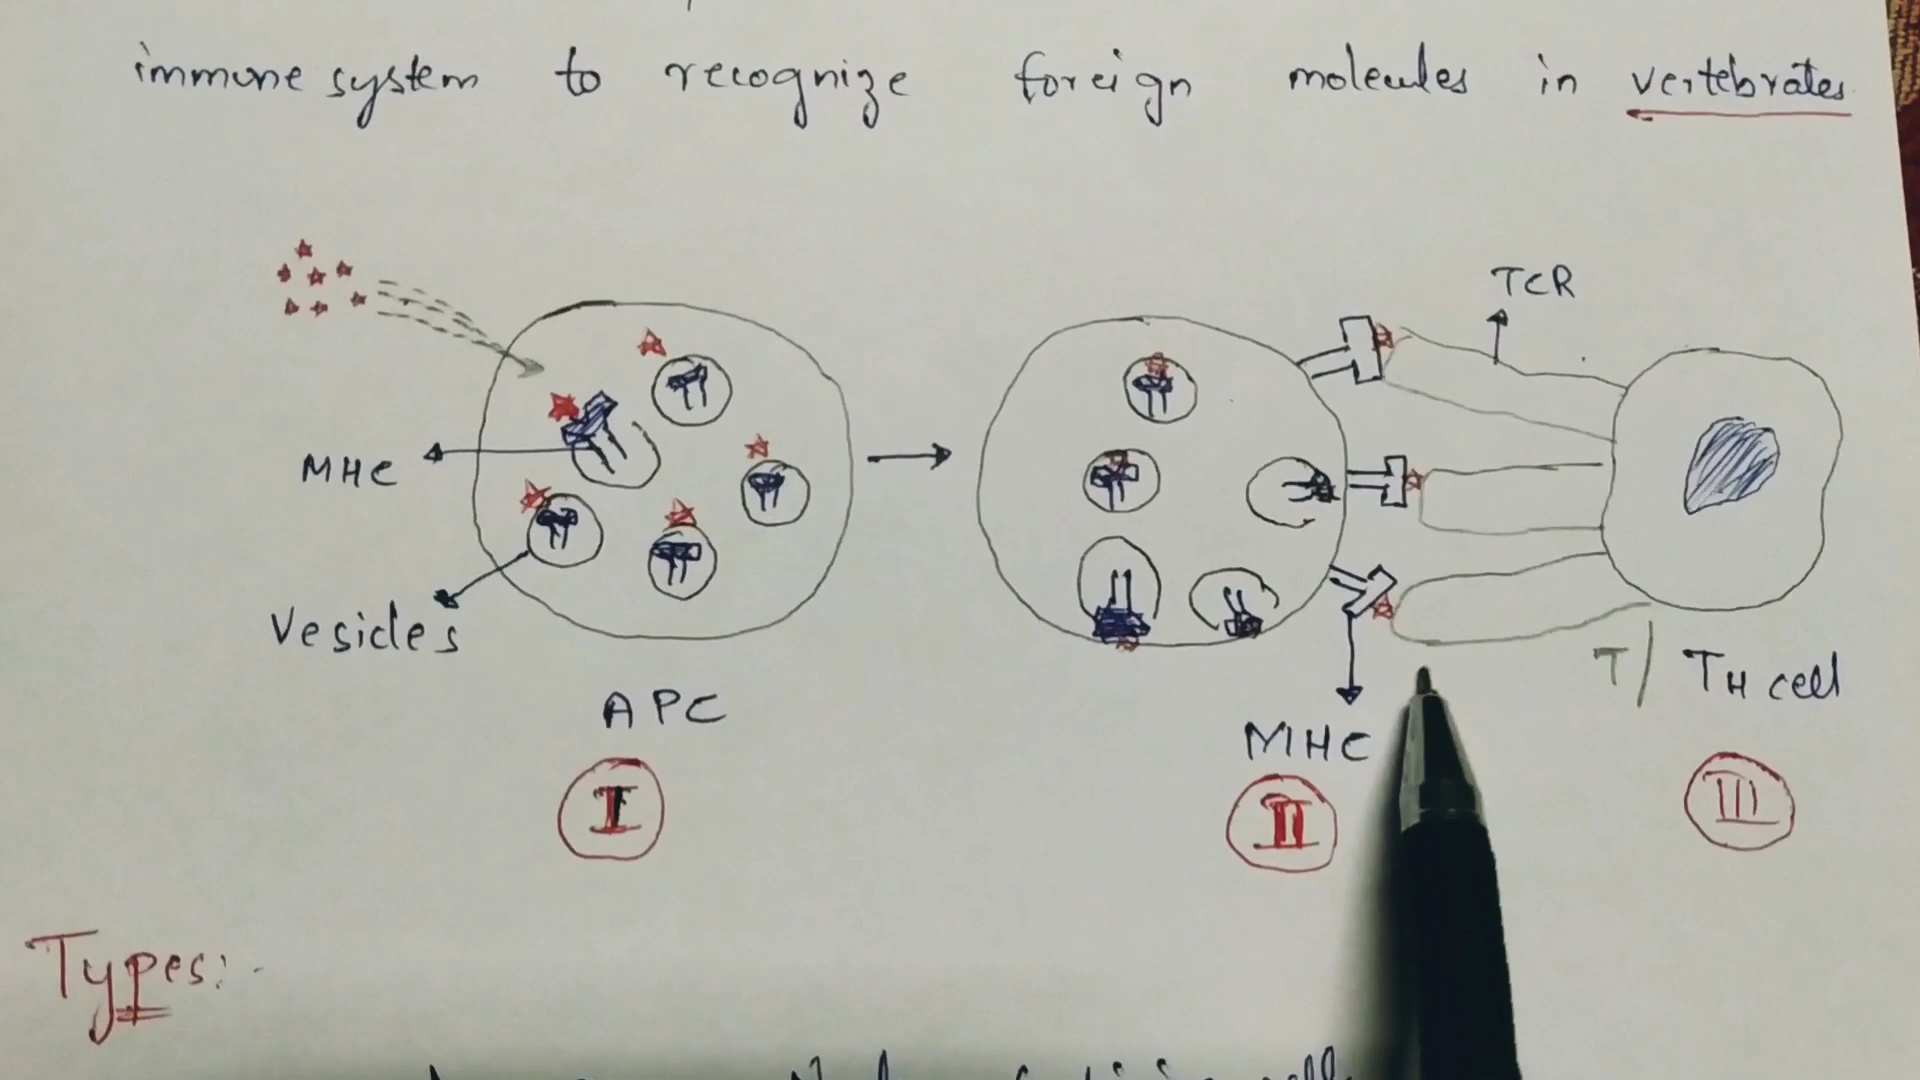 immune system to recognize foreign molecules in vertebrates
TCR
MHC
Vesicles
T/ TH cell
APC
MHC
I
II
III
Types:-